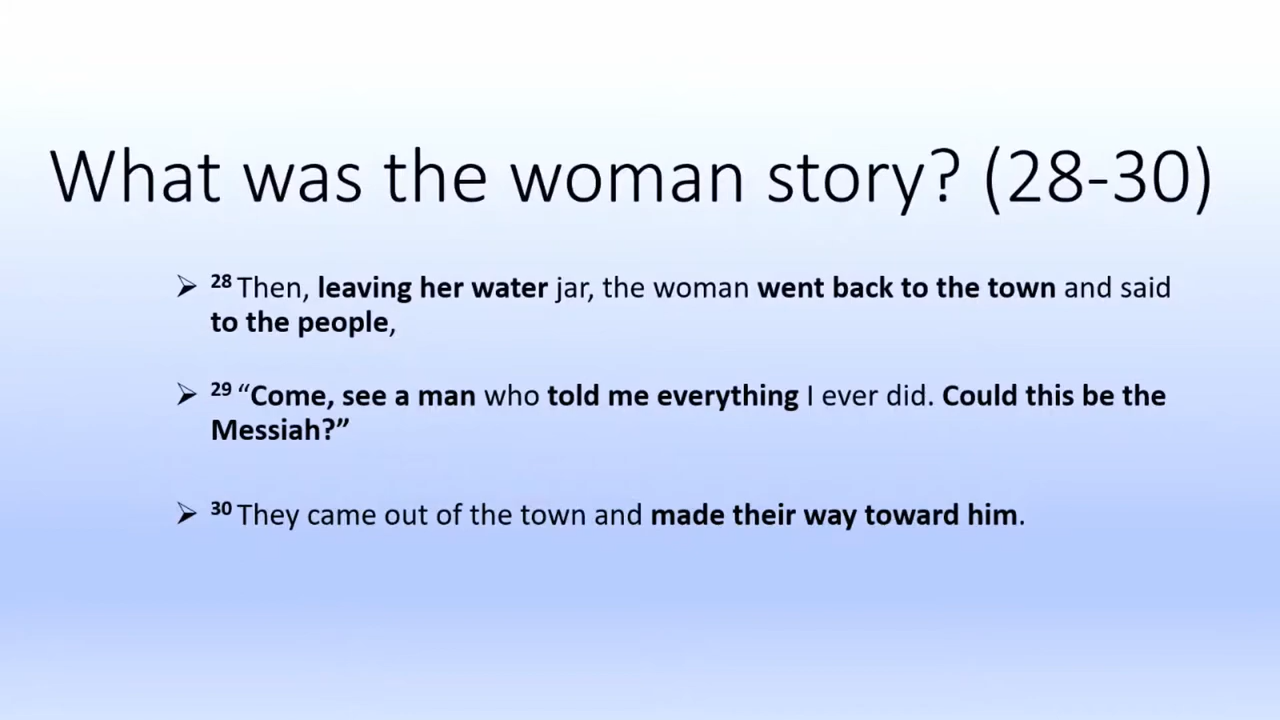 What was the woman story? (28-30)
➢ 28 Then, leaving her water jar, the woman went back to the town and said
to the people,
➢ 29 “Come, see a man who told me everything I ever did. Could this be the
Messiah?”
➢ 30 They came out of the town and made their way toward him.